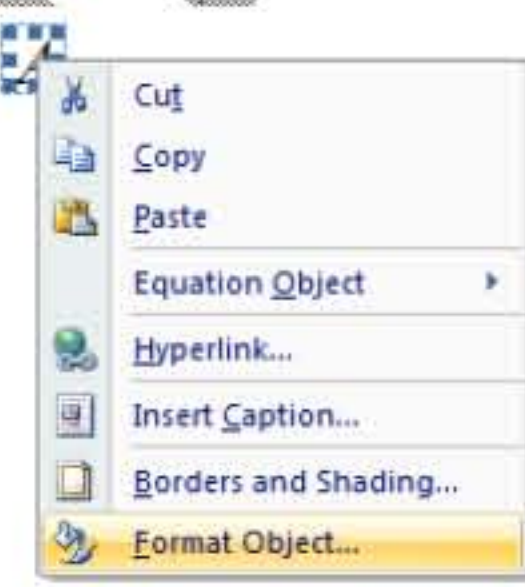 Cut
Copy
Paste
Equation Object
Hyperlink...
Insert Caption...
Borders and Shading...
Format Object...